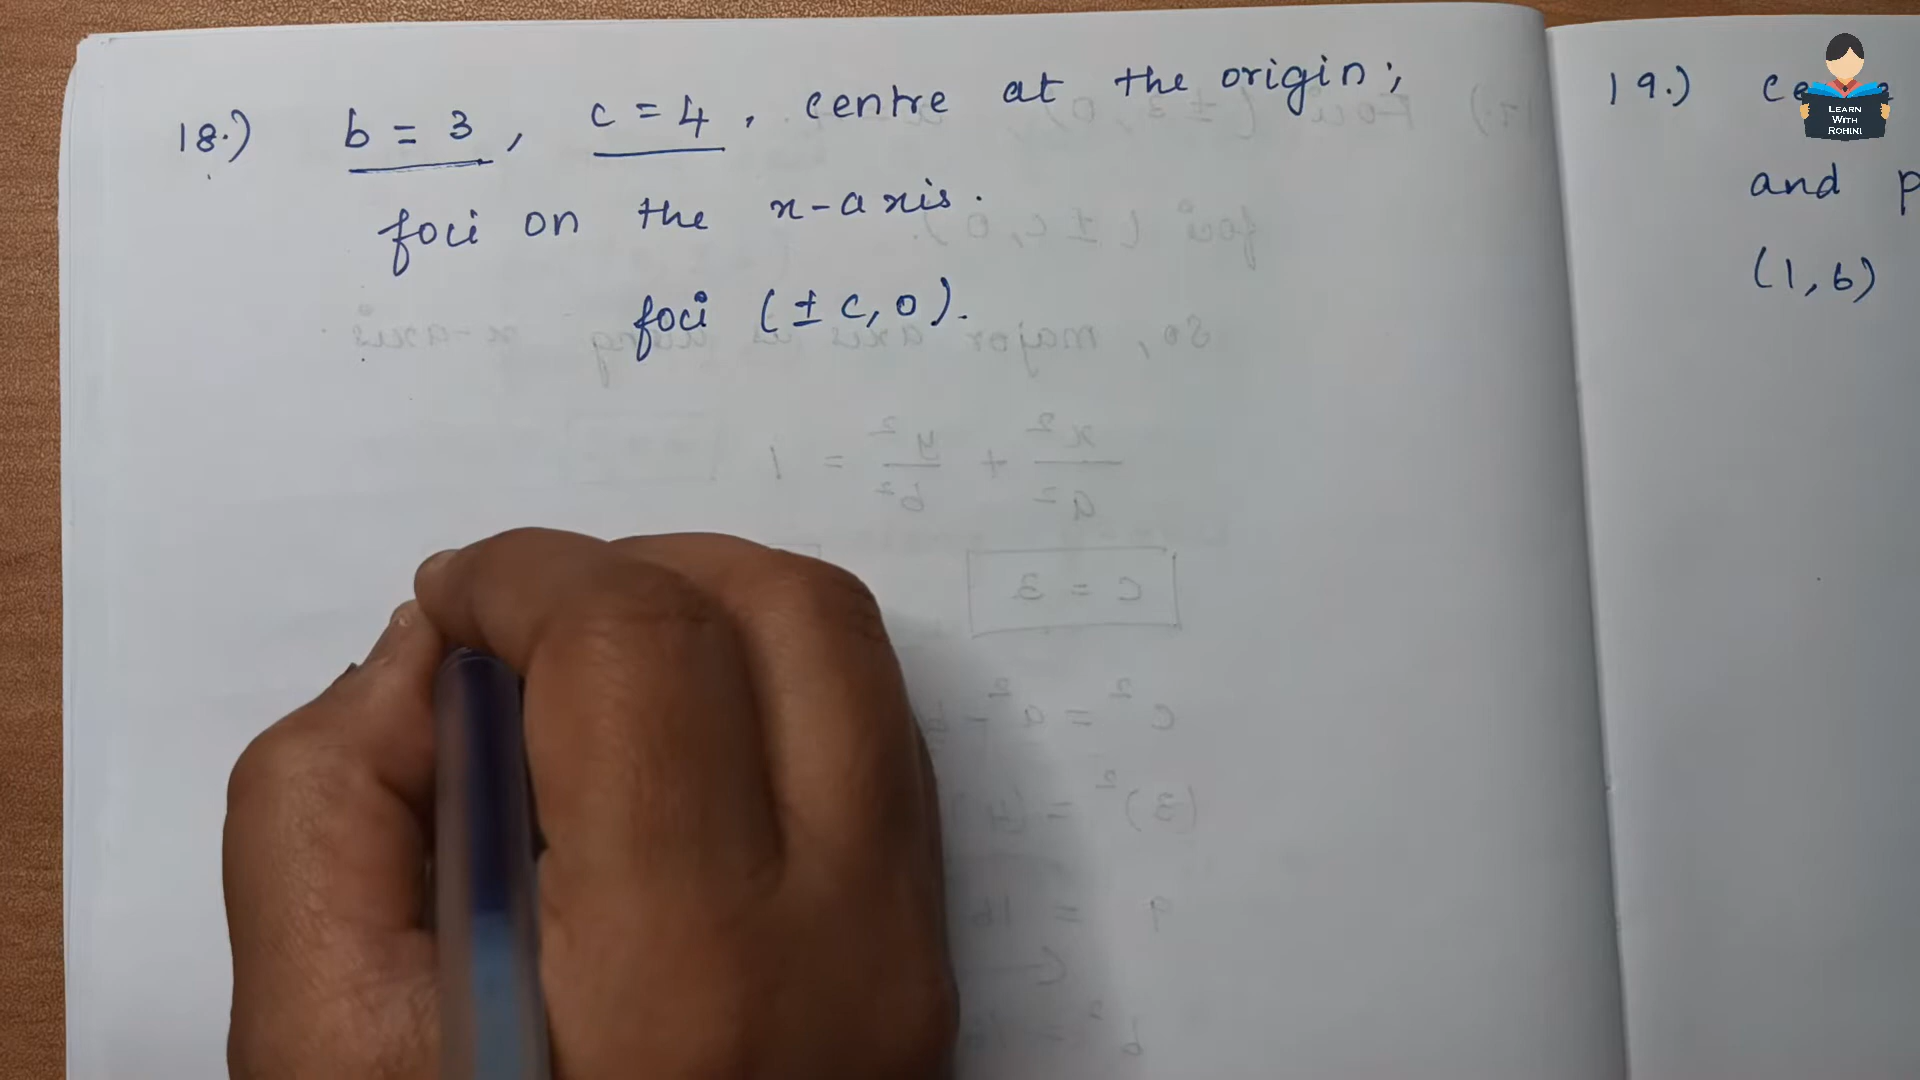 18.) b = 3, c = 4, centre at the origin;
foci on the x-axis.
foci (± c, 0).
19.)
and
(1, 6)
LEARN
WITH
ROHINI